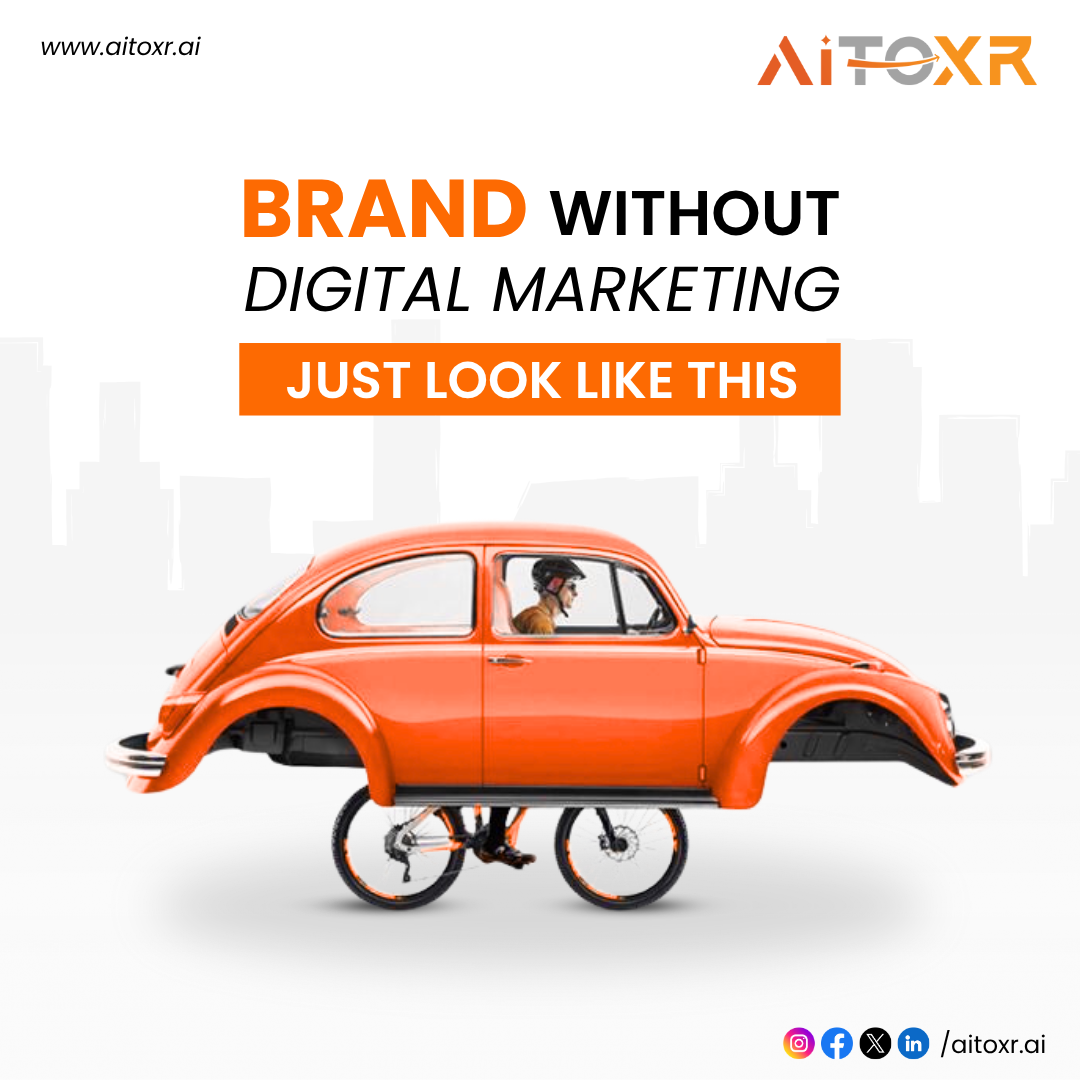 www.aitoxr.ai
AiTOXR
BRAND WITHOUT
DIGITAL MARKETING
JUST LOOK LIKE THIS
/aitoxr.ai